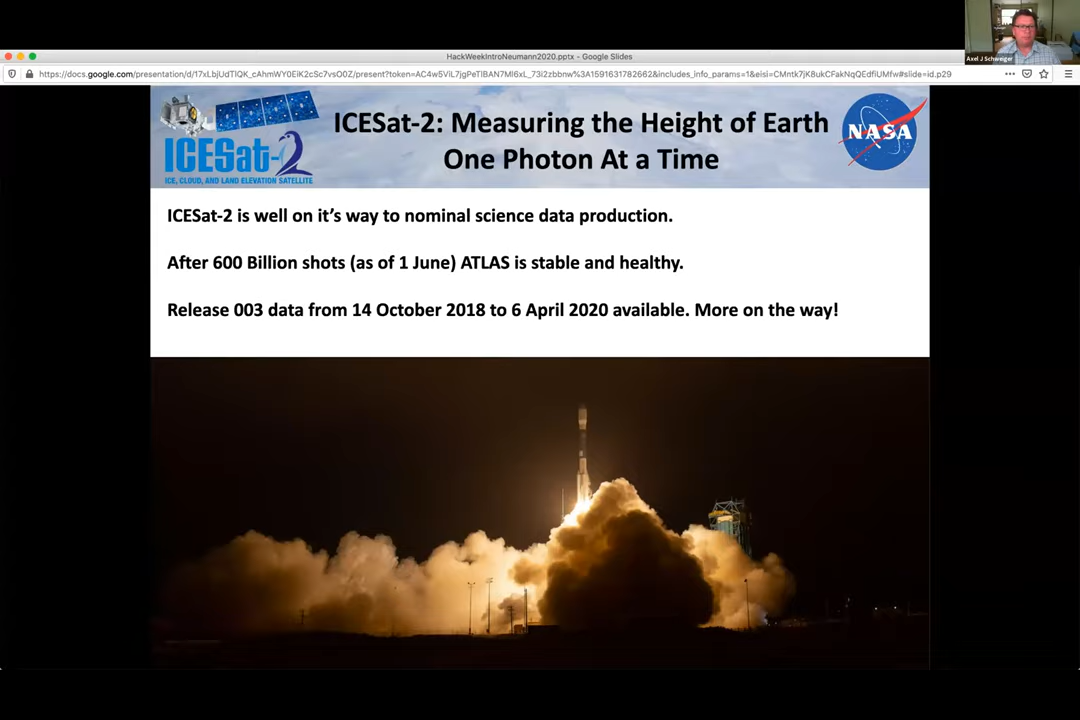 HackWeekIntroNeumann2020.pptx - Google Slides
Axel J Schweiger
ICESat-2
ICE, CLOUD, AND LAND ELEVATION SATELLITE
ICESat-2: Measuring the Height of Earth
One Photon At a Time
NASA
ICESat-2 is well on it's way to nominal science data production.
After 600 Billion shots (as of 1 June) ATLAS is stable and healthy.
Release 003 data from 14 October 2018 to 6 April 2020 available. More on the way!